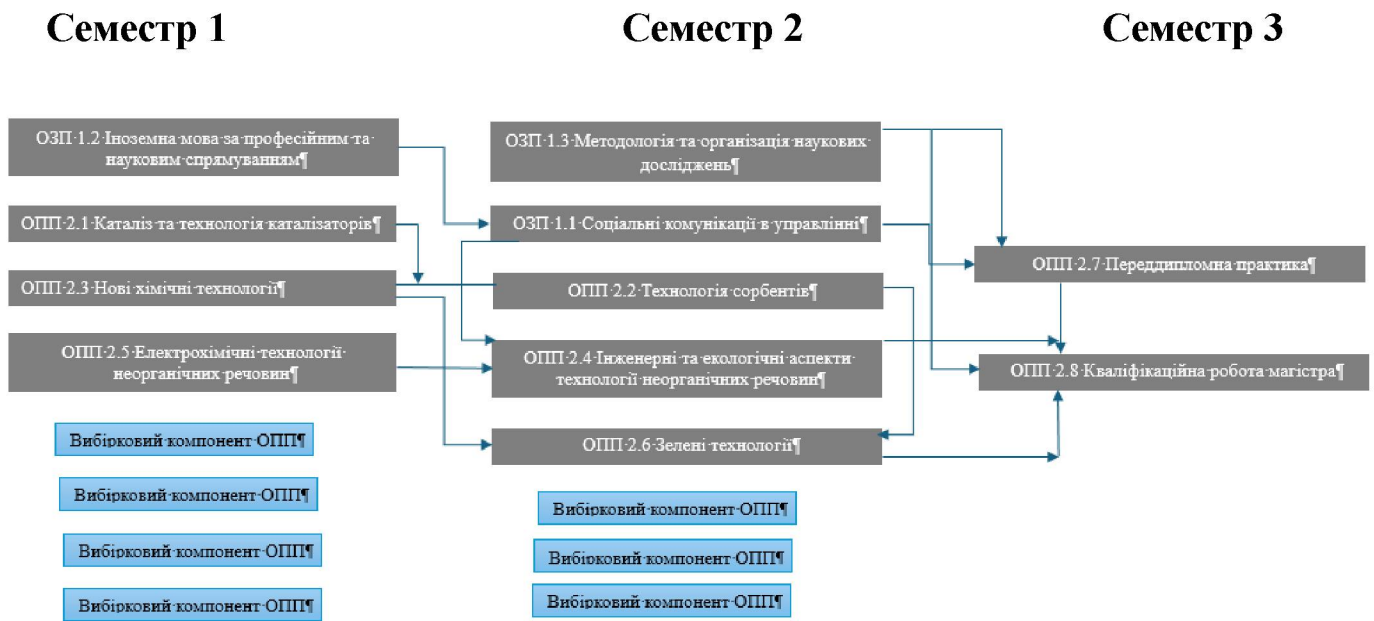 Семестр 1
Семестр 2
Семестр 3
ОЗП·1.2·Іноземна·мова·за·професійним·та·
науковим·спрямуванням¶
ОПП·2.1·Каталіз·та·технологія·каталізаторів¶
ОПП·2.3·Нові·хімічні·технології¶
ОПП·2.5·Електрохімічні·технології·
неорганічних·речовин¶
Вибірковий·компонент·ОПП¶
Вибірковий·компонент·ОПП¶
Вибірковий·компонент·ОПП¶
Вибірковий·компонент·ОПП¶
ОЗП·1.3·Методологія·та·організація·наукових·
досліджень¶
ОЗП·1.1·Соціальні·комунікації·в·управлінні¶
ОПП·2.2·Технологія·сорбентів¶
ОПП·2.4·Інженерні·та·екологічні·аспекти·
технології·неорганічних·речовин¶
ОПП·2.6·Зелені·технології¶
Вибірковий·компонент·ОПП¶
Вибірковий·компонент·ОПП¶
Вибірковий·компонент·ОПП¶
ОПП·2.7·Переддипломна·практика¶
ОПП·2.8·Кваліфікаційна·робота·магістра¶